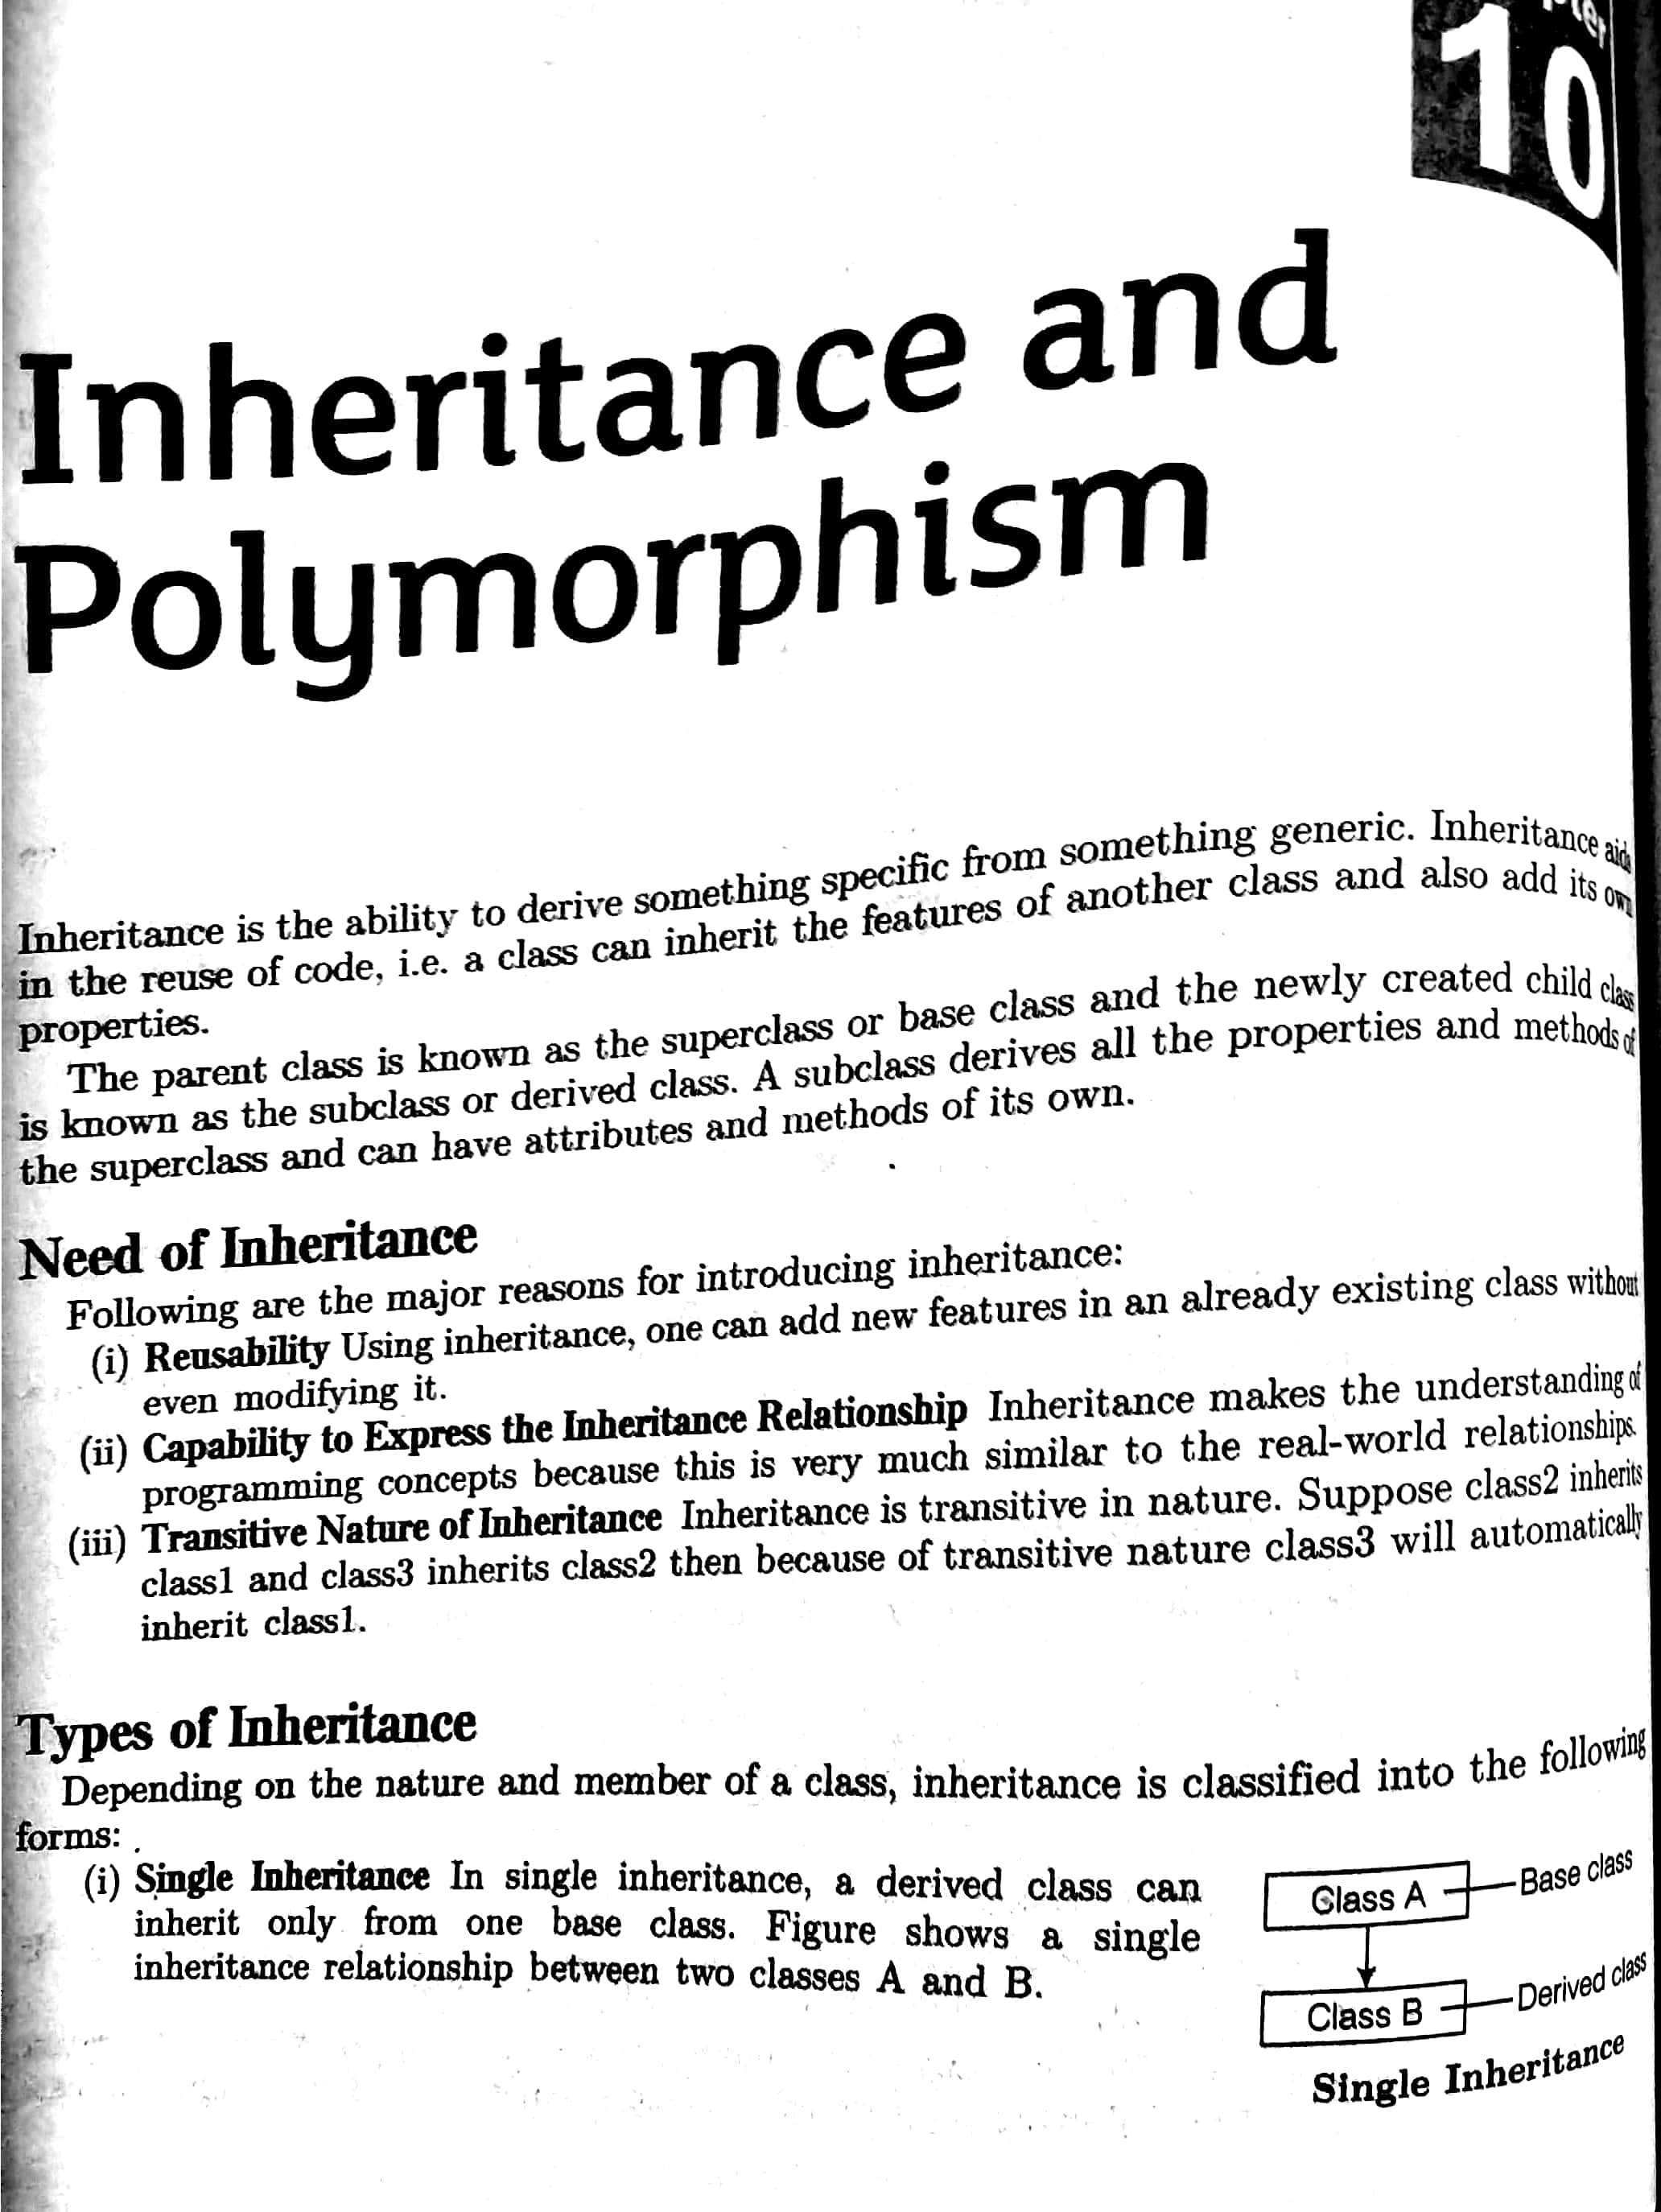 10
Inheritance and
Polymorphism
Inheritance is the ability to derive something specific from something generic. Inheritance aids
in the reuse of code, i.e. a class can inherit the features of another class and also add its own
properties.
The parent class is known as the superclass or base class and the newly created child class
is known as the subclass or derived class. A subclass derives all the properties and methods of
the superclass and can have attributes and methods of its own.
Need of Inheritance
Following are the major reasons for introducing inheritance:
(i) Reusability Using inheritance, one can add new features in an already existing class without
even modifying it.
(ii) Capability to Express the Inheritance Relationship Inheritance makes the understanding of
programming concepts because this is very much similar to the real-world relationships.
(iii) Transitive Nature of Inheritance Inheritance is transitive in nature. Suppose class2 inherits
class1 and class3 inherits class2 then because of transitive nature class3 will automatically
inherit class1.
Types of Inheritance
Depending on the nature and member of a class, inheritance is classified into the following
forms:
(i) Single Inheritance In single inheritance, a derived class can
inherit only from one base class. Figure shows a single
inheritance relationship between two classes A and B.
Class A
Base class
Class B
Derived class
Single Inheritance